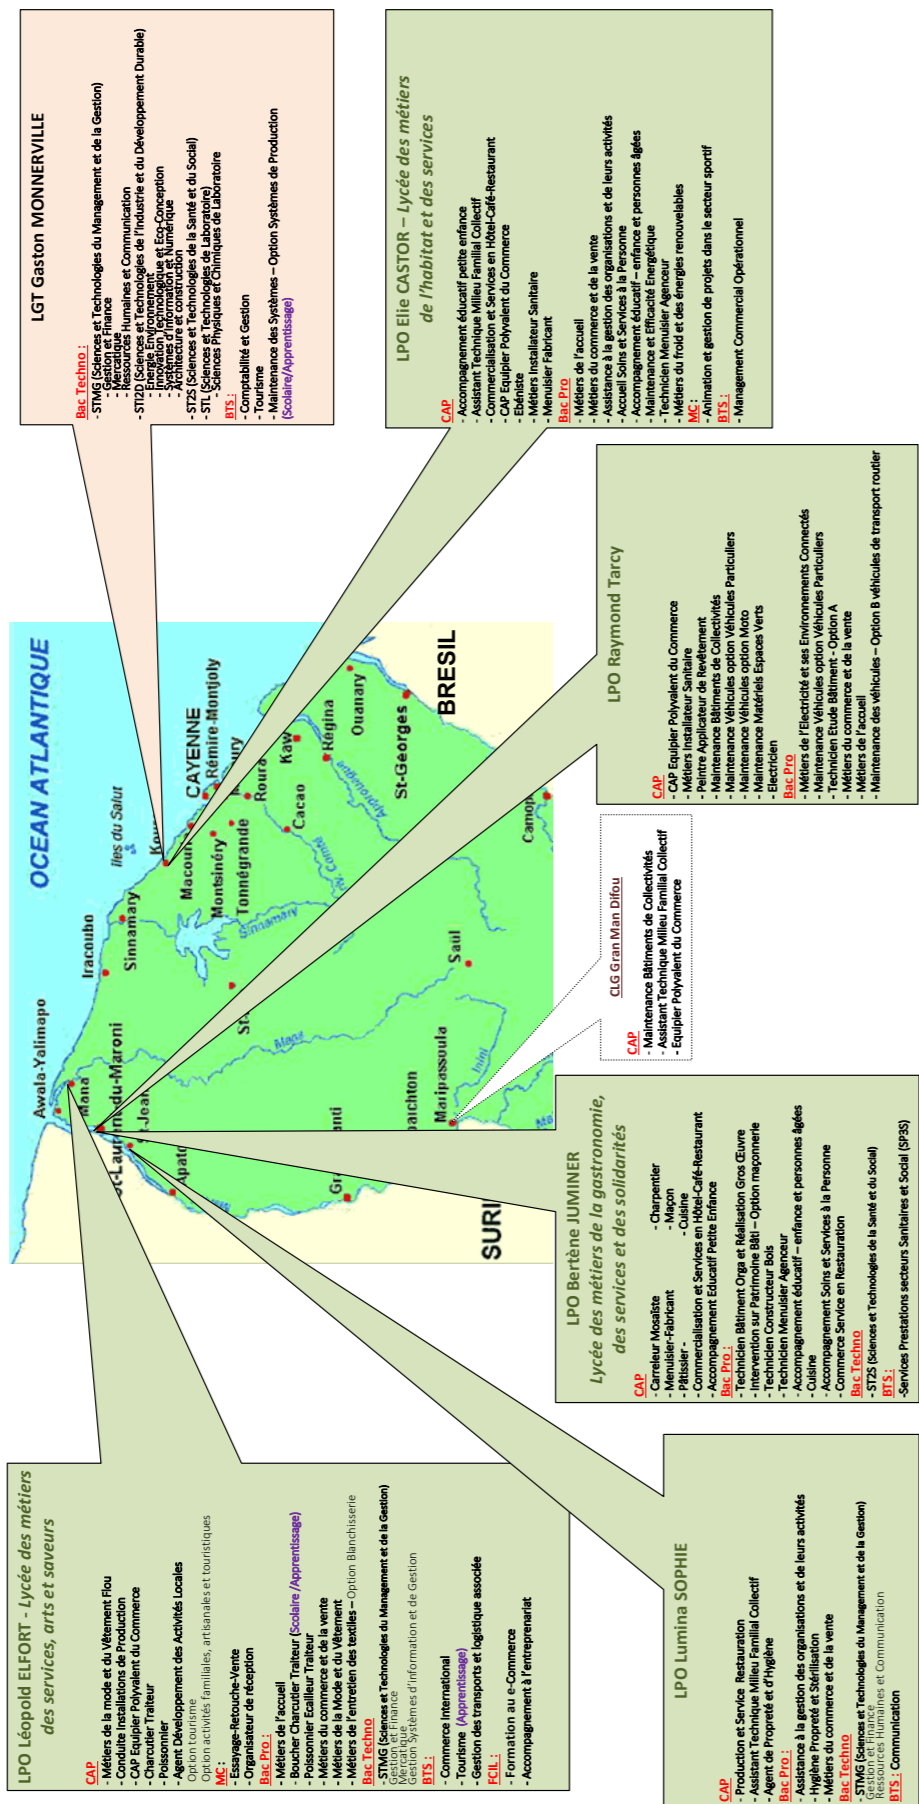 LPO Léopold ELFORT - Lycée des métiers
des services, arts et saveurs
CAP
- Métiers de la mode et du Vêtement Flou
- Conduite Installations de Production
- CAP Equipier Polyvalent du Commerce
- Charcutier Traiteur
- Poissonnier
- Agent Développement des Activités Locales
Option tourisme
Option activités familiales, artisanales et touristiques
MC :
- Essayage-Retouche-Vente
- Organisateur de réception
Bac Pro :
- Métiers de l'accueil
- Boucher Charcutier Traiteur (Scolaire /Apprentissage)
- Poissonnier Ecailleur Traiteur
- Métiers du commerce et de la vente
- Métiers de la Mode et du Vêtement
- Métiers de l'entretien des textiles – Option Blanchisserie
Bac Techno
- STMG (Sciences et Technologies du Management et de la Gestion)
Gestion et Finance
Mercatique
Gestion Systèmes d'information et de Gestion
BTS :
- Commerce International
- Tourisme (Apprentissage)
- Gestion des transports et logistique associée
FCIL :
- Formation au e-Commerce
- Accompagnement à l'entreprenariat
OCEAN ATLANTIQUE
Awala-Yalimapo
Mana
St-Laurent-du-Maroni
St-Jean
Apato
Iracoubo
Sinnamary
Iles du Salut
Kou
Macouria
CAYENNE
Rémire-Montjoly
Montsinéry
Tonnégrande
ury
Roura
Kaw
Cacao
Régina
Ouanary
Approuague
Riv. Comté
Sinnamary
St-
St-Georges
BRESIL
Camop
Saül
Mana
Inini
Maripassoula
paichton
Gr
anti
SURI
LGT Gaston MONNERVILLE
Bac Techno :
- STMG (Sciences et Technologies du Management et de la Gestion)
- Gestion et Finance
- Mercatique
- Ressources Humaines et Communication
- STI2D (Sciences et Technologies de l'Industrie et du Développement Durable)
- Energie Environnement
- Innovation Technologique et Eco-Conception
- Systèmes d'Information et Numérique
- Architecture et construction
- ST2S (Sciences et Technologies de la Santé et du Social)
- STL (Sciences et Technologies de Laboratoire)
- Sciences Physiques et Chimiques de Laboratoire
BTS :
- Comptabilité et Gestion
- Tourisme
- Maintenance des Systèmes – Option Systèmes de Production
(Scolaire/Apprentissage)
LPO Elie CASTOR – Lycée des métiers
de l'habitat et des services
CAP
- Accompagnement éducatif petite enfance
- Assistant Technique Milieu Familial Collectif
- Commercialisation et Services en Hôtel-Café-Restaurant
- CAP Equipier Polyvalent du Commerce
- Ebéniste
- Métiers Installateur Sanitaire
- Menuisier Fabricant
Bac Pro
- Métiers de l'accueil
- Métiers du commerce et de la vente
- Assistance à la gestion des organisations et de leurs activités
- Accueil Soins et Services à la Personne
- Accompagnement éducatif – enfance et personnes âgées
- Maintenance et Efficacité Energétique
- Technicien Menuisier Agenceur
- Métiers du froid et des énergies renouvelables
MC :
- Animation et gestion de projets dans le secteur sportif
BTS :
- Management Commercial Opérationnel
LPO Lumina SOPHIE
CAP
- Production et Service Restauration
- Assistant Technique Milieu Familial Collectif
- Agent de Propreté et d'Hygiène
Bac Pro :
- Assistance à la gestion des organisations et de leurs activités
- Hygiène Propreté et Stérilisation
- Métiers du commerce et de la vente
Bac Techno
- STMG (Sciences et Technologies du Management et de la Gestion)
Gestion et Finance
Ressources Humaines et Communication
BTS : Communication
LPO Bertène JUMINER
Lycée des métiers de la gastronomie,
des services et des solidarités
CAP
- Carreleur Mosaïste - Charpentier
- Menuisier-Fabricant - Maçon
- Pâtissier - - Cuisine
- Commercialisation et Services en Hôtel-Café-Restaurant
- Accompagnement Educatif Petite Enfance
Bac Pro :
- Technicien Bâtiment Orga et Réalisation Gros Œuvre
- Intervention sur Patrimoine Bâti – Option maçonnerie
- Technicien Constructeur Bois
- Technicien Menuisier Agenceur
- Accompagnement éducatif – enfance et personnes âgées
- Cuisine
- Accompagnement Soins et Services à la Personne
- Commerce Service en Restauration
Bac Techno
- ST2S (Sciences et Technologies de la Santé et du Social)
BTS :
-Services Prestations secteurs Sanitaires et Social (SP3S)
CLG Gran Man Difou
CAP
- Maintenance Bâtiments de Collectivités
- Assistant Technique Milieu Familial Collectif
- Equipier Polyvalent du Commerce
LPO Raymond Tarcy
CAP
- CAP Equipier Polyvalent du Commerce
- Métiers Installateur Sanitaire
- Peintre Applicateur de Revêtement
- Maintenance Bâtiments de Collectivités
- Maintenance Véhicules option Véhicules Particuliers
- Maintenance Véhicules option Moto
- Maintenance Matériels Espaces Verts
- Electricien
Bac Pro
- Métiers de l'Electricité et ses Environnements Connectés
- Maintenance Véhicules option Véhicules Particuliers
- Technicien Etude Bâtiment - Option A
- Métiers du commerce et de la vente
- Métiers de l'accueil
- Maintenance des véhicules – Option B véhicules de transport routier